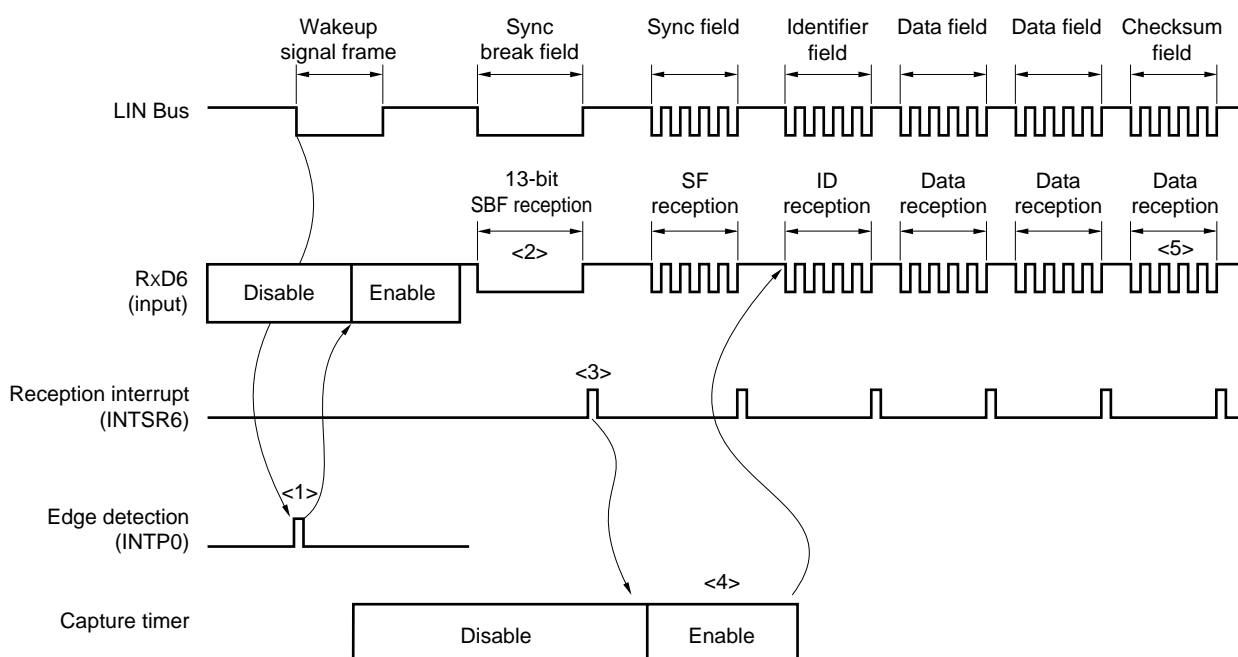 Wakeup
signal frame
Sync
break field
Sync field
Identifier
field
Data field
Data field
Checksum
field
LIN Bus
13-bit
SBF reception
SF
reception
ID
reception
Data
reception
Data
reception
Data
reception
<2>
<5>
RxD6
(input)
Disable
Enable
Reception interrupt
(INTSR6)
<3>
Edge detection
(INTP0)
<1>
Capture timer
Disable
<4>
Enable